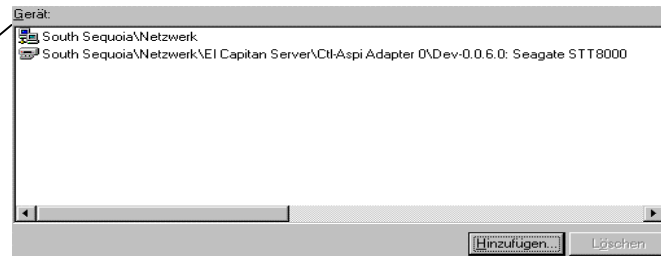 Gerät:
South Sequoia\Netzwerk
South Sequoia\Netzwerk\El Capitan Server\Ctl-Aspi Adapter 0\Dev-0.0.6.0: Seagate STT8000
Hinzufügen... Löschen